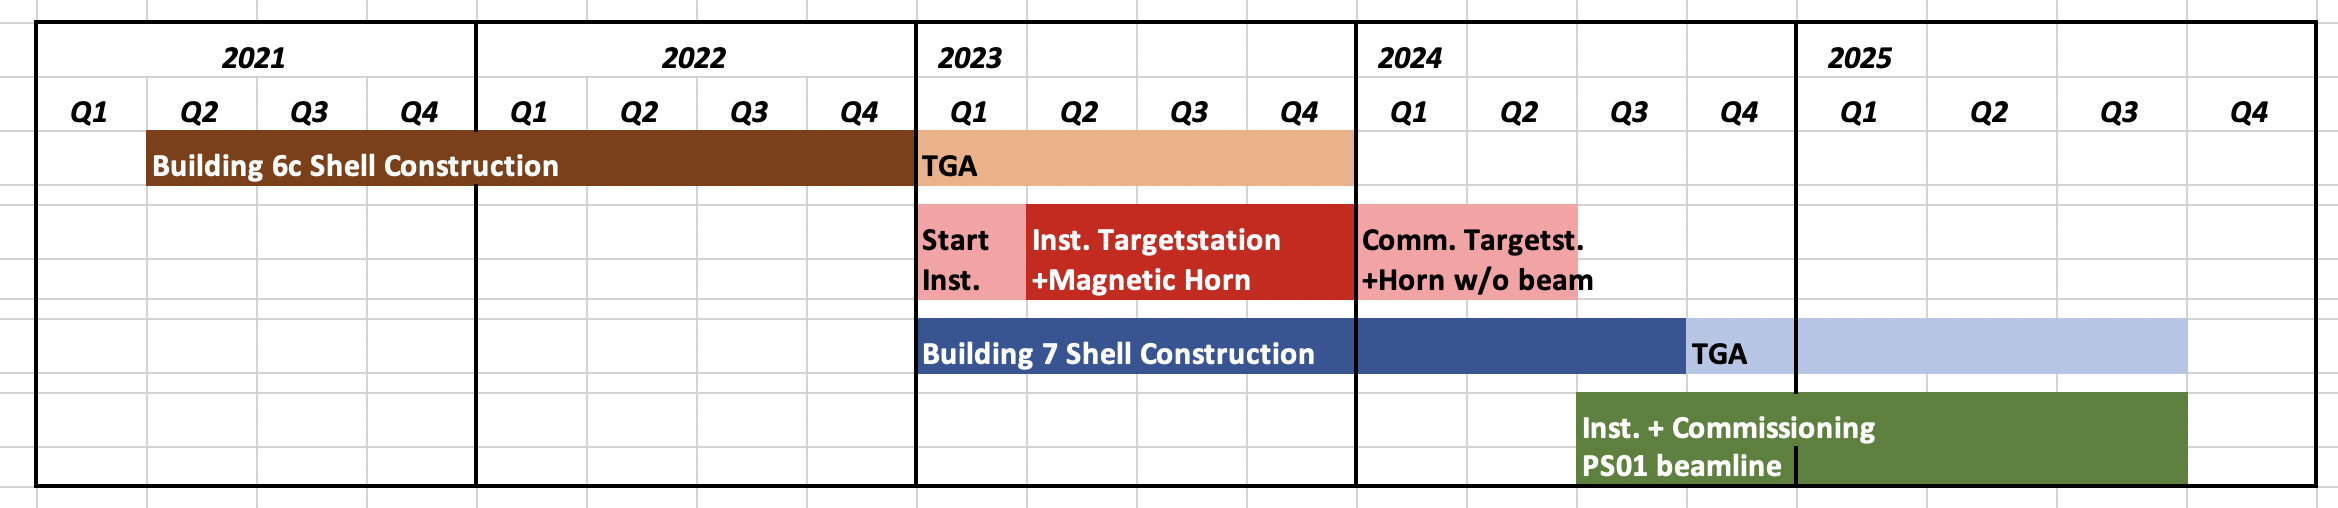 2021 2022 2023 2024 2025
Q1 Q2 Q3 Q4 Q1 Q2 Q3 Q4 Q1 Q2 Q3 Q4 Q1 Q2 Q3 Q4 Q1 Q2 Q3 Q4
Building 6c Shell Construction TGA
Start Inst. Targetstation Comm. Targetst.
Inst. +Magnetic Horn +Horn w/o beam
Building 7 Shell Construction TGA
Inst. + Commissioning
PS01 beamline